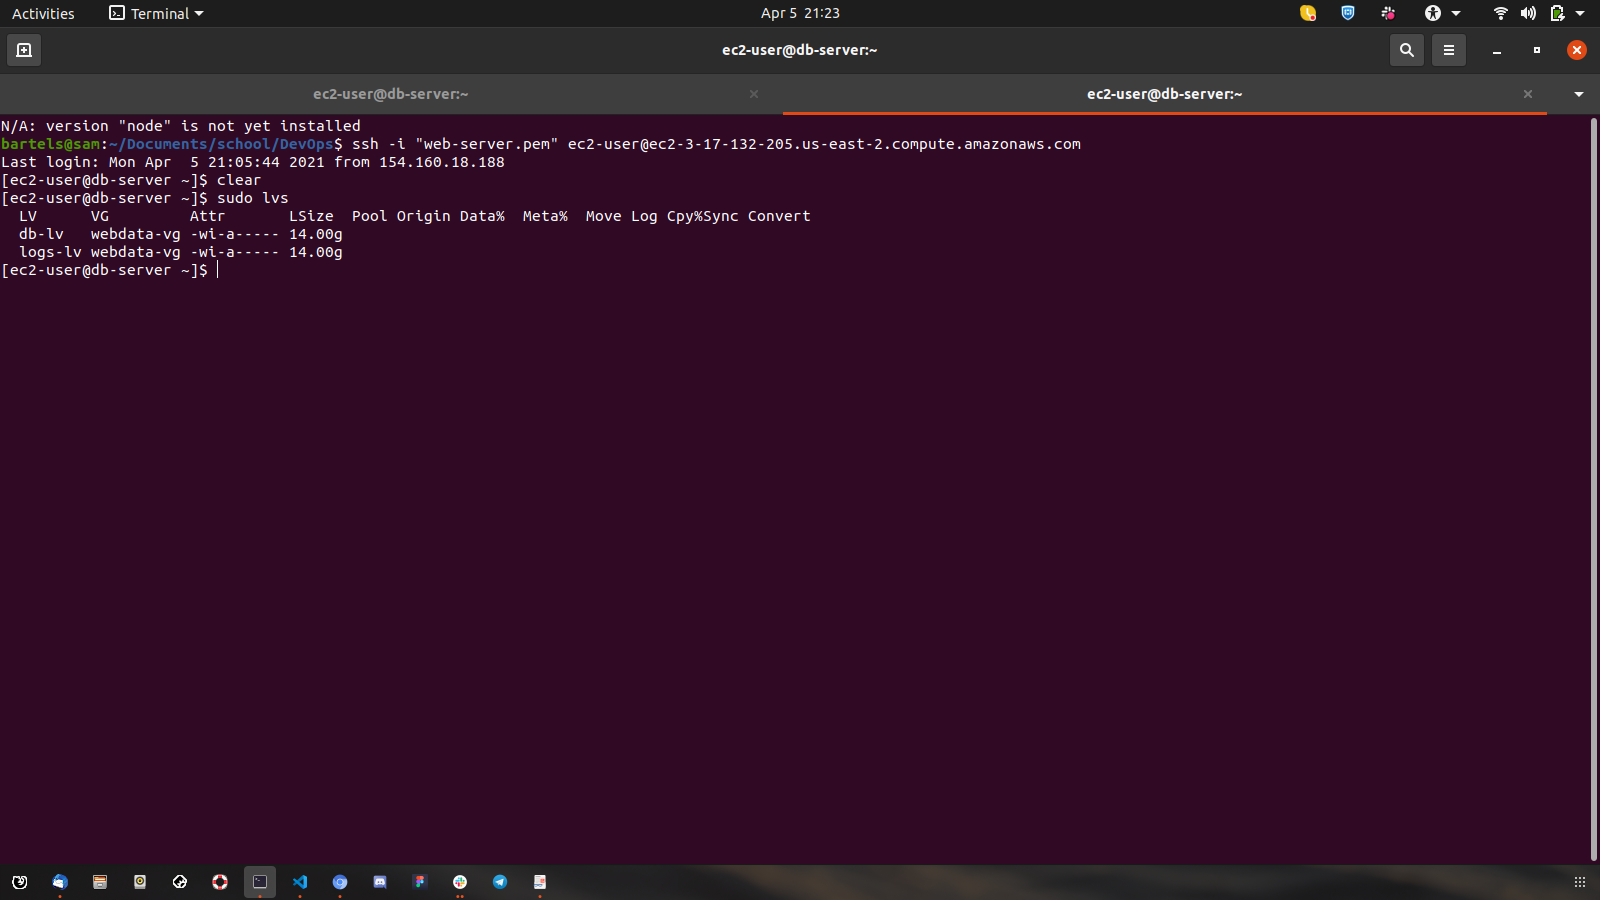 Activities Terminal Apr 5 21:23
ec2-user@db-server:~
ec2-user@db-server:~ ec2-user@db-server:~
N/A: version "node" is not yet installed
bartels@sam:~/Documents/school/DevOps$ ssh -i "web-server.pem" ec2-user@ec2-3-17-132-205.us-east-2.compute.amazonaws.com
Last login: Mon Apr  5 21:05:44 2021 from 154.160.18.188
[ec2-user@db-server ~]$ clear
[ec2-user@db-server ~]$ sudo lvs
  LV      VG         Attr       LSize  Pool Origin Data%  Meta%  Move Log Cpy%Sync Convert
  db-lv   webdata-vg -wi-a----- 14.00g
  logs-lv webdata-vg -wi-a----- 14.00g
[ec2-user@db-server ~]$